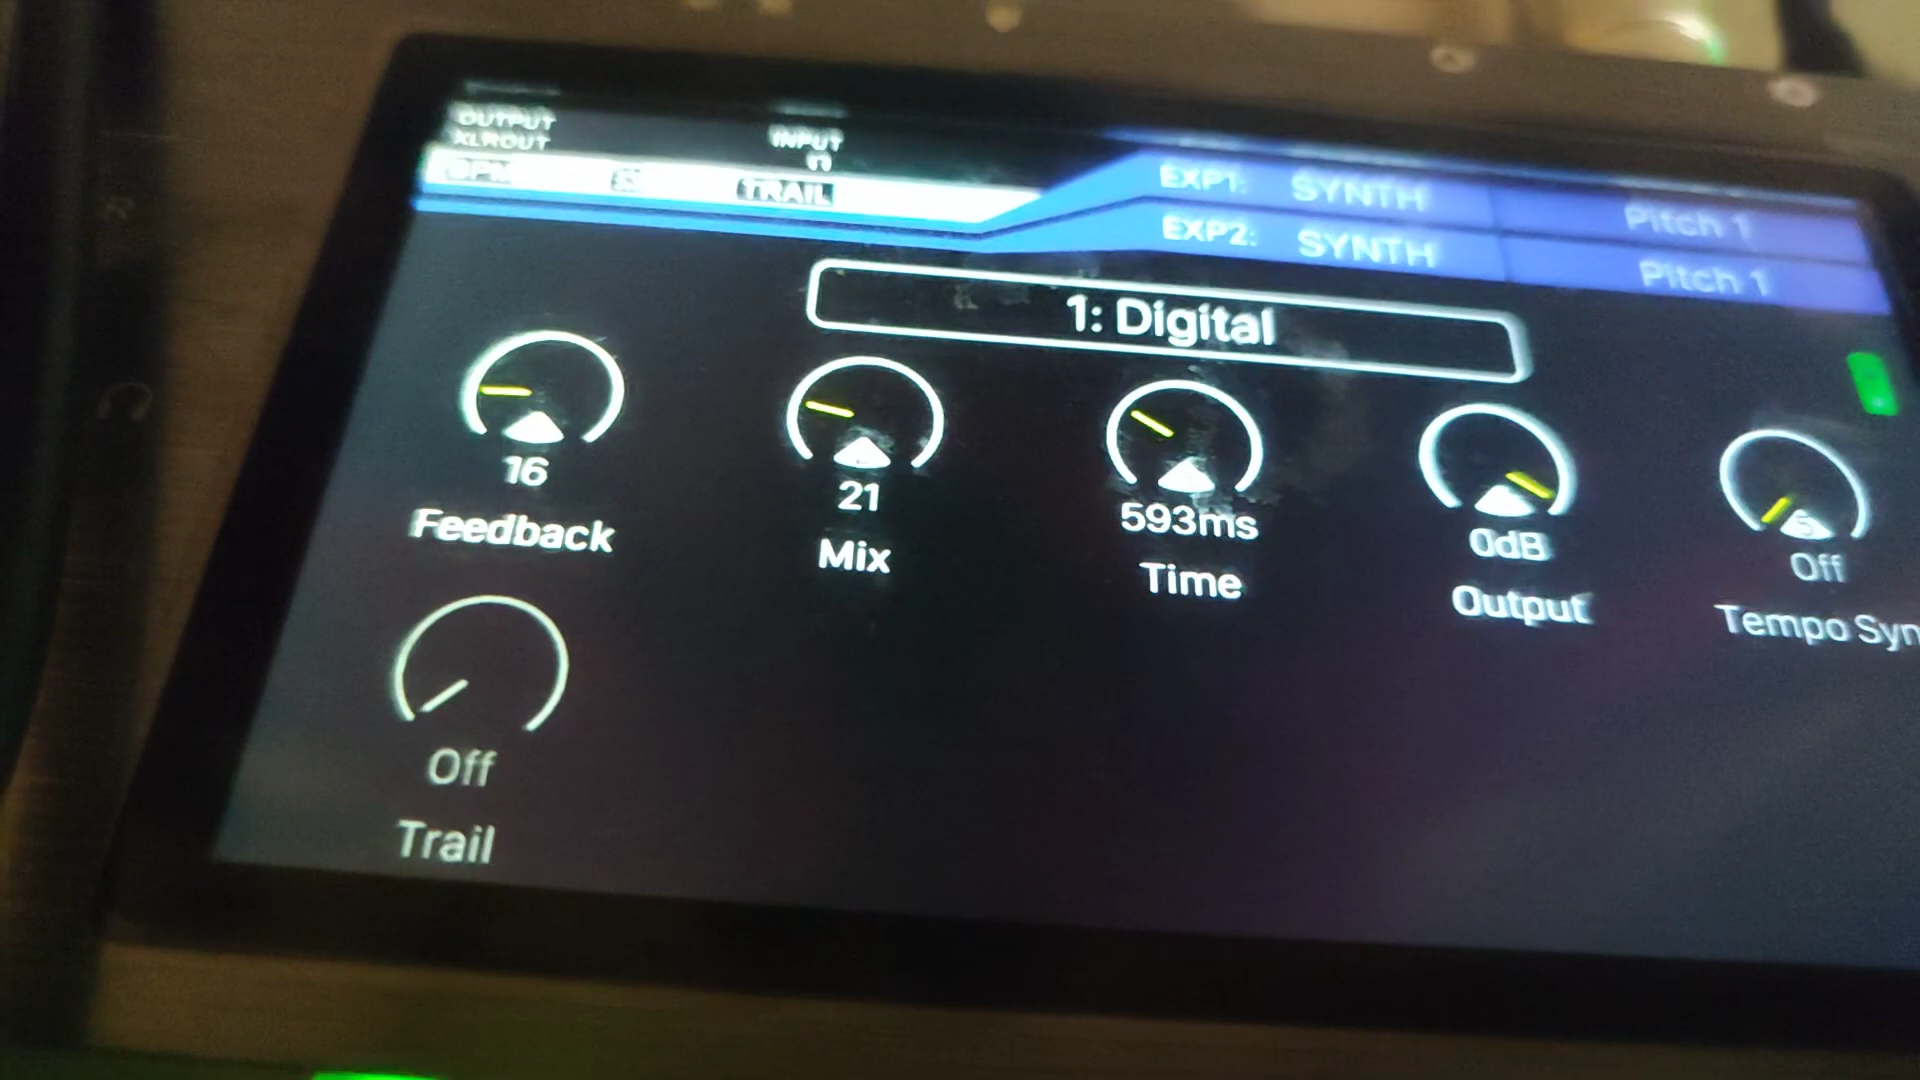 OUTPUT
XLROUT
INPUT
BPM
TRAIL
EXP1: SYNTH Pitch 1
EXP2: SYNTH Pitch 1
1: Digital
16
Feedback
21
Mix
593ms
Time
0dB
Output
Off
Tempo Syn
Off
Trail
R